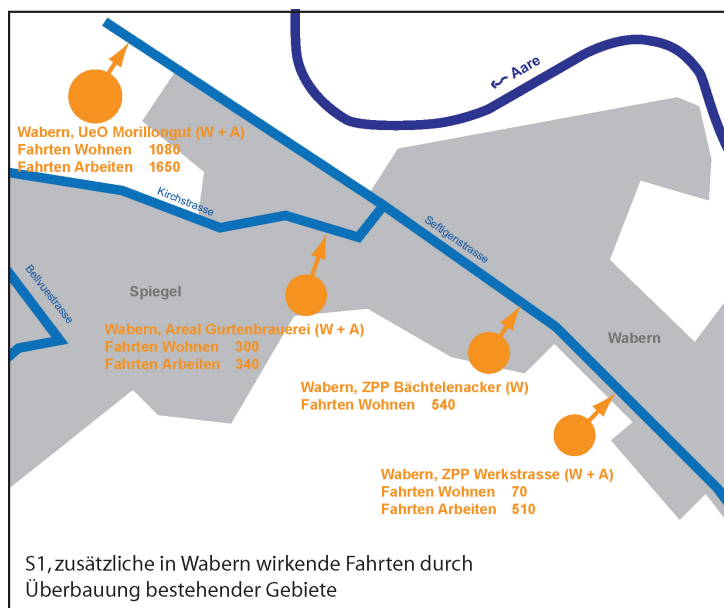 Aare
Wabern, UeO Morillongut (W + A)
Fahrten Wohnen 1080
Fahrten Arbeiten 1650
Kirchstrasse
Seftigenstrasse
Bellvuestrasse
Spiegel
Wabern, Areal Gurtenbrauerei (W + A)
Fahrten Wohnen 300
Fahrten Arbeiten 340
Wabern
Wabern, ZPP Bächtelenacker (W)
Fahrten Wohnen 540
Wabern, ZPP Werkstrasse (W + A)
Fahrten Wohnen 70
Fahrten Arbeiten 510
S1, zusätzliche in Wabern wirkende Fahrten durch
Überbauung bestehender Gebiete